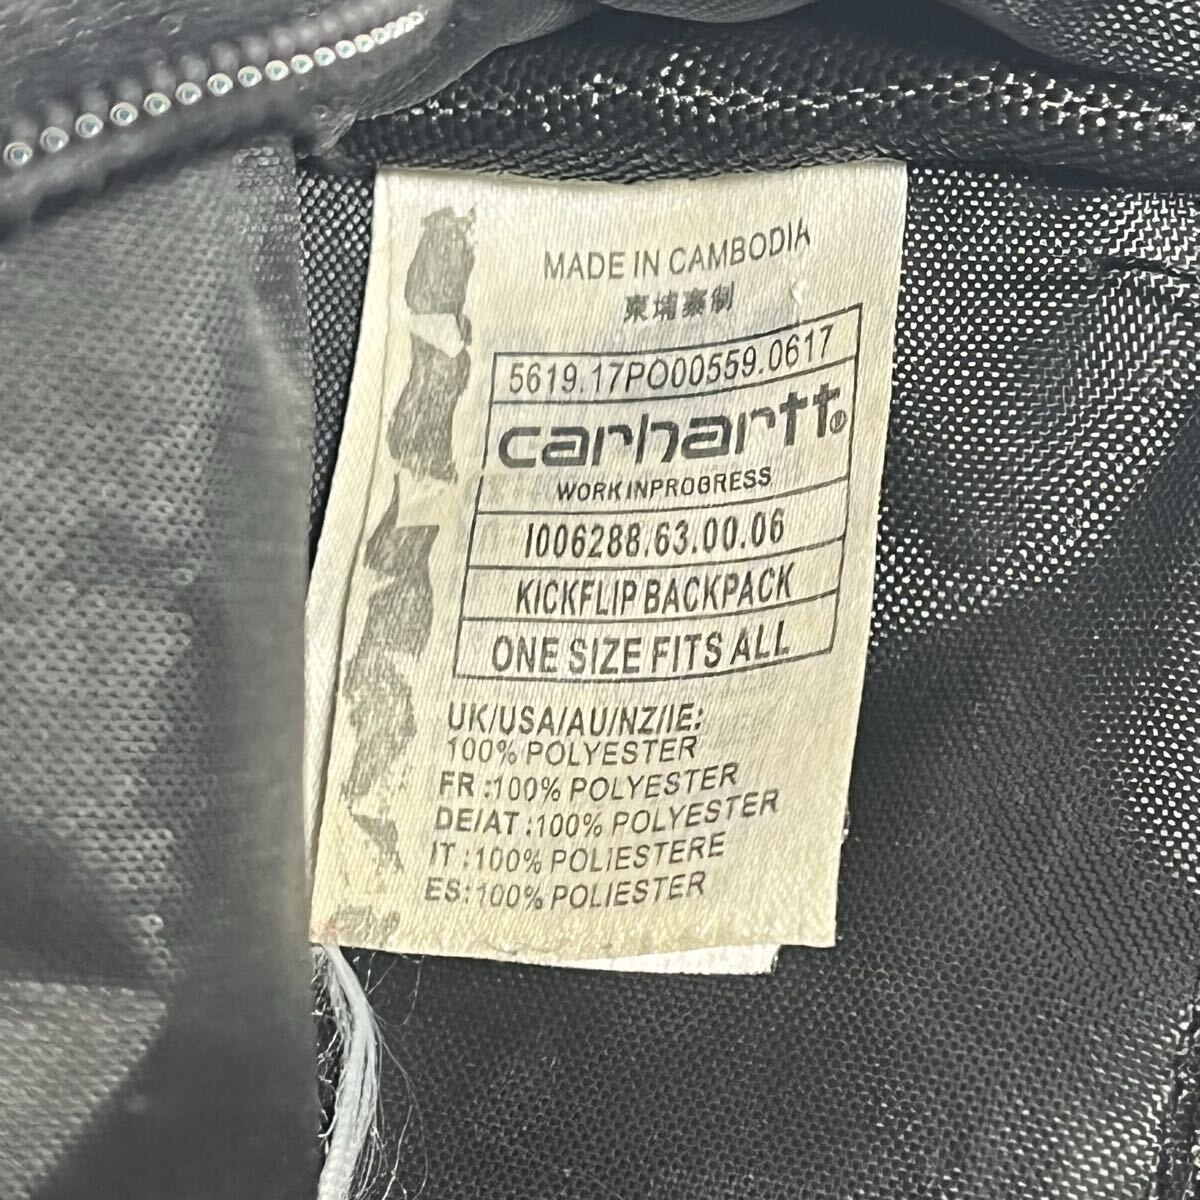 MADE IN CAMBODIA
柬埔寨制
5619.17PO00559.0617
carhartt®
WORK IN PROGRESS
I006288.63.00.06
KICKFLIP BACKPACK
ONE SIZE FITS ALL
UK/USA/AU/NZ/IE:
100% POLYESTER
FR :100% POLYESTER
DE/AT :100% POLYESTER
IT :100% POLIESTERE
ES:100% POLIESTER